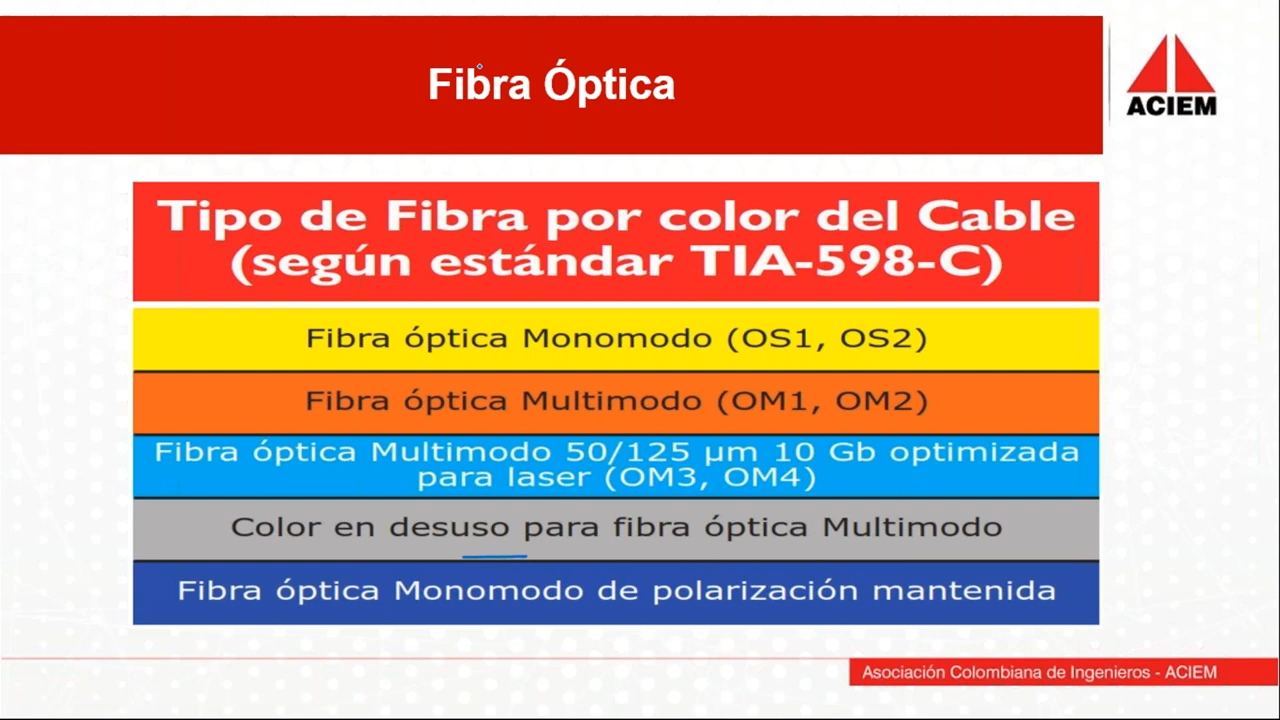 Fibra Óptica
ACIEM
Tipo de Fibra por color del Cable
(según estándar TIA-598-C)
Fibra óptica Monomodo (OS1, OS2)
Fibra óptica Multimodo (OM1, OM2)
Fibra óptica Multimodo 50/125 µm 10 Gb optimizada
para laser (OM3, OM4)
Color en desuso para fibra óptica Multimodo
Fibra óptica Monomodo de polarización mantenida
Asociación Colombiana de Ingenieros - ACIEM